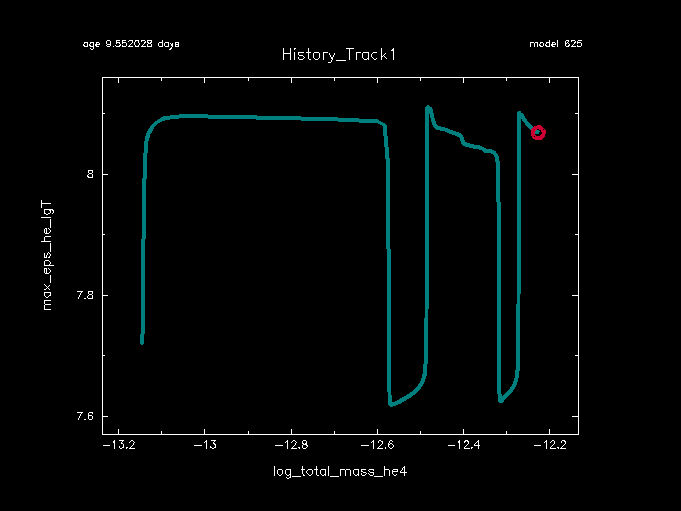 age 9.552028 days
model 625
History_Track1
8
7.8
7.6
max_eps_he_lgT
−13.2 −13 −12.8 −12.6 −12.4 −12.2
log_total_mass_he4